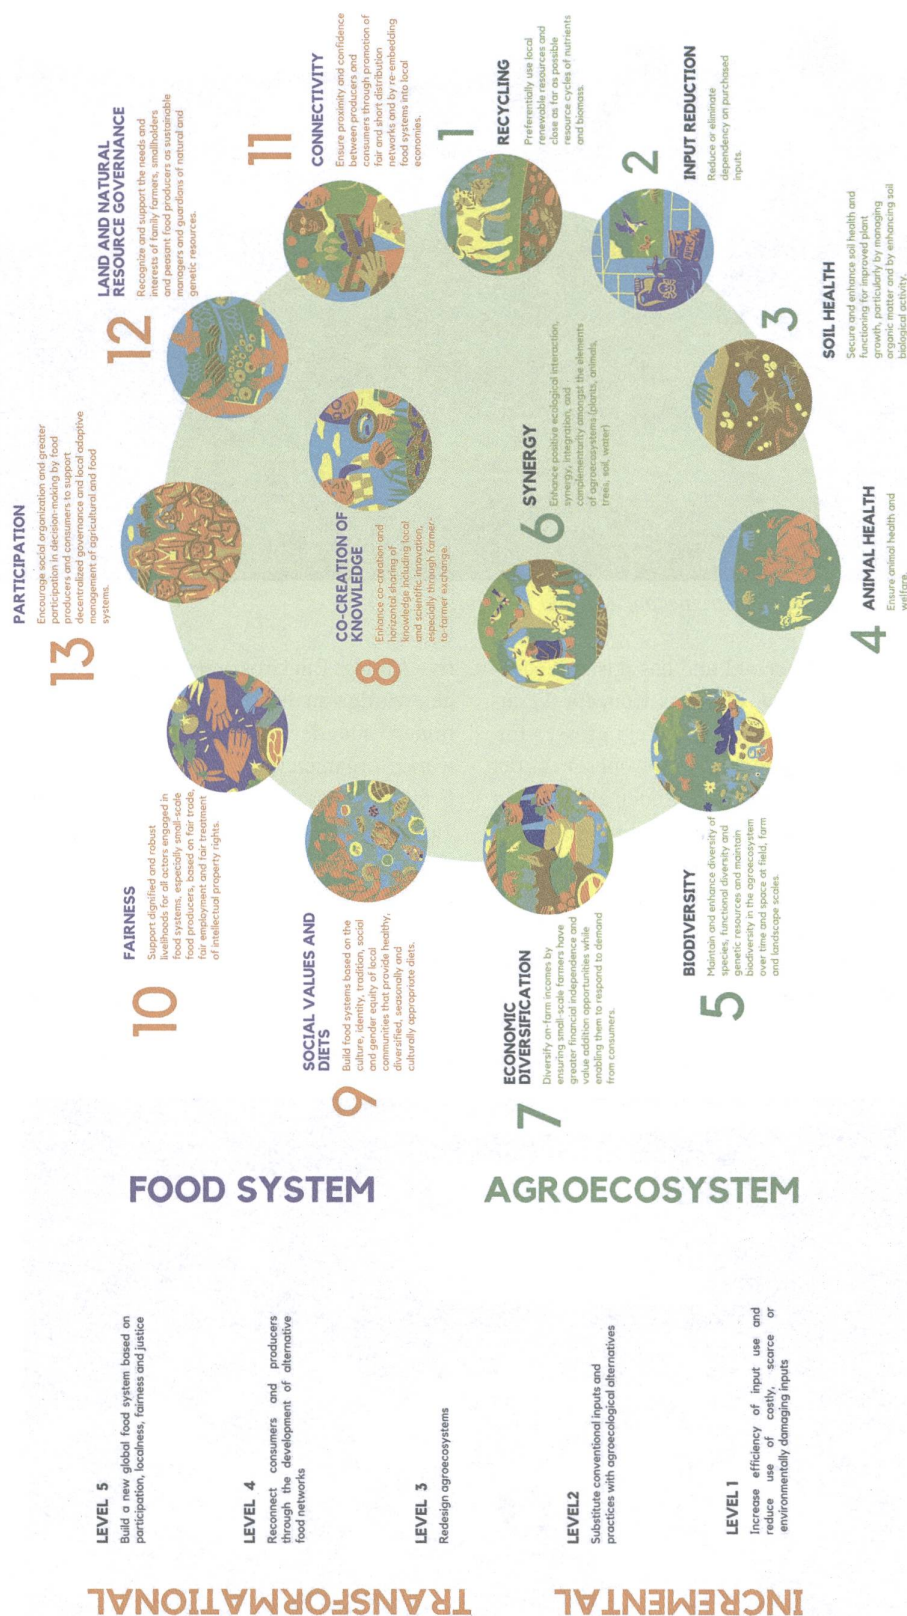 TRANSFORMATIONAL
LEVEL 5
Build a new global food system based on
participation, localness, fairness and justice
LEVEL 4
Reconnect consumers and producers
through the development of alternative
food networks
LEVEL 3
Redesign agroecosystems
INCREMENTAL
LEVEL2
Substitute conventional inputs and
practices with agroecological alternatives
LEVEL 1
Increase efficiency of input use and
reduce use of costly, scarce or
environmentally damaging inputs
FOOD SYSTEM
AGROECOSYSTEM
13
PARTICIPATION
Encourage social organization and greater
participation in decision-making by food
producers and consumers to support
decentralized governance and local adaptive
management of agricultural and food
systems.
12
LAND AND NATURAL
RESOURCE GOVERNANCE
Recognize and support the needs and
interests of family farmers, smallholders
and peasant food producers as sustainable
managers and guardians of natural and
genetic resources.
10
FAIRNESS
Support dignified and robust
livelihoods for all actors engaged in
food systems, especially small-scale
food producers, based on fair trade,
fair employment and fair treatment
of intellectual property rights.
11
CONNECTIVITY
Ensure proximity and confidence
between producers and
consumers through promotion of
fair and short distribution
networks and by re-embedding
food systems into local
economies.
9
SOCIAL VALUES AND
DIETS
Build food systems based on the
culture, identity, tradition, social
and gender equity of local
communities that provide healthy,
diversified, seasonally and
culturally appropriate diets.
8
CO-CREATION OF
KNOWLEDGE
Enhance co-creation and
horizontal sharing of
knowledge including local
and scientific innovation,
especially through farmer-
to-farmer exchange.
1
RECYCLING
Preferentially use local
renewable resources and
close as far as possible
resource cycles of nutrients
and biomass.
7
ECONOMIC
DIVERSIFICATION
Diversify on-farm incomes by
ensuring small-scale farmers have
greater financial independence and
value addition opportunities while
enabling them to respond to demand
from consumers.
6
SYNERGY
Enhance positive ecological interaction,
synergy, integration, and
complementarity amongst the elements
of agroecosystems (plants, animals,
trees, soil, water)
2
INPUT REDUCTION
Reduce or eliminate
dependency on purchased
inputs.
5
BIODIVERSITY
Maintain and enhance diversity of
species, functional diversity and
genetic resources and maintain
biodiversity in the agroecosystem
over time and space at field, farm
and landscape scales.
3
SOIL HEALTH
Secure and enhance soil health and
functioning for improved plant
growth, particularly by managing
organic matter and by enhancing soil
biological activity.
4
ANIMAL HEALTH
Ensure animal health and
welfare.